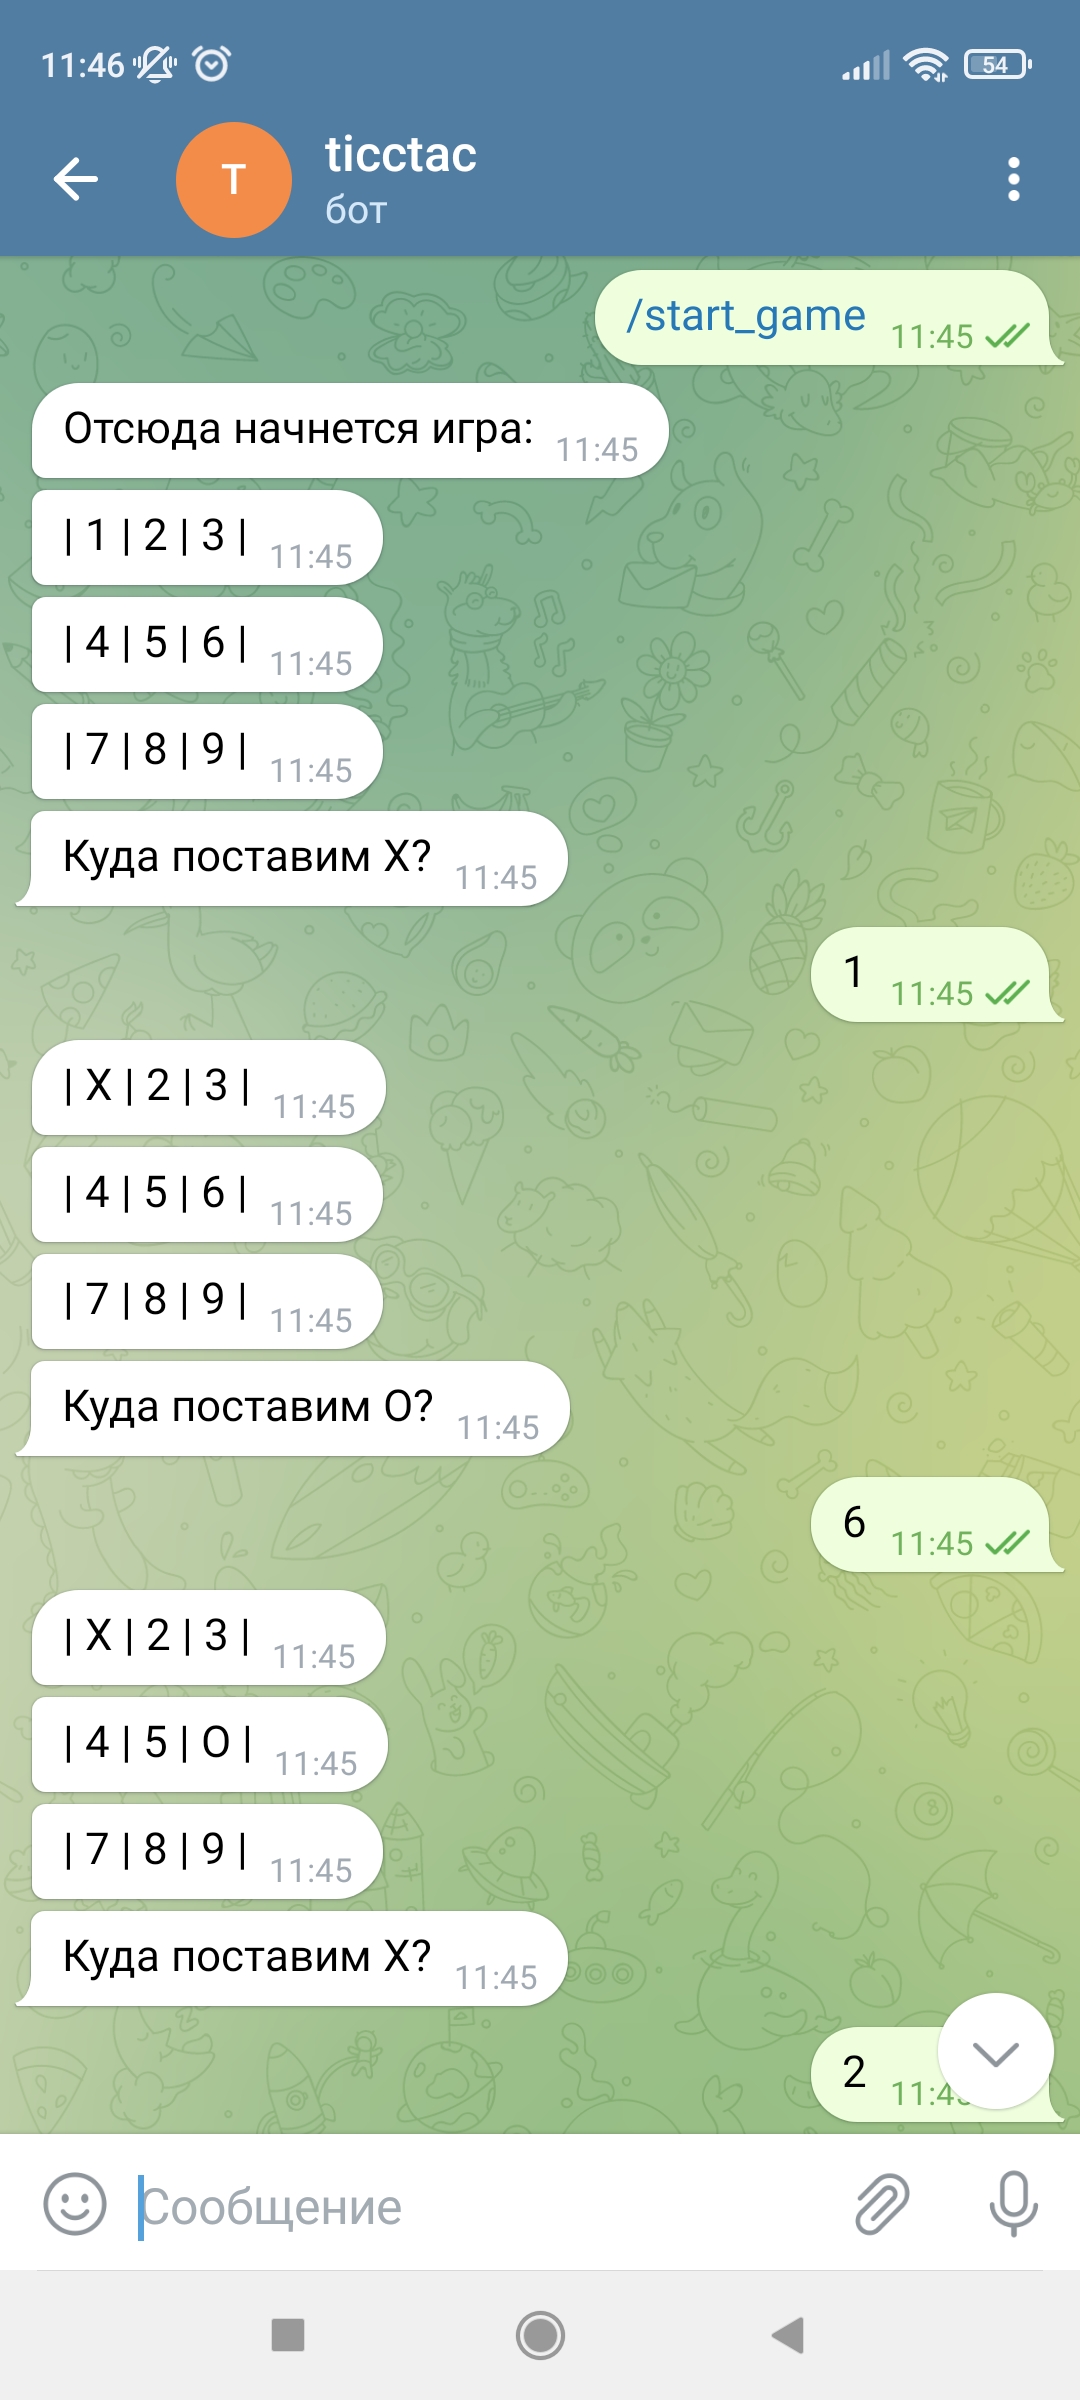 11:46
54
T
ticctac
бот
/start_game 11:45
Отсюда начнется игра: 11:45
| 1 | 2 | 3 | 11:45
| 4 | 5 | 6 | 11:45
| 7 | 8 | 9 | 11:45
Куда поставим X? 11:45
1 11:45
| X | 2 | 3 | 11:45
| 4 | 5 | 6 | 11:45
| 7 | 8 | 9 | 11:45
Куда поставим O? 11:45
6 11:45
| X | 2 | 3 | 11:45
| 4 | 5 | O | 11:45
| 7 | 8 | 9 | 11:45
Куда поставим X? 11:45
2
Сообщение